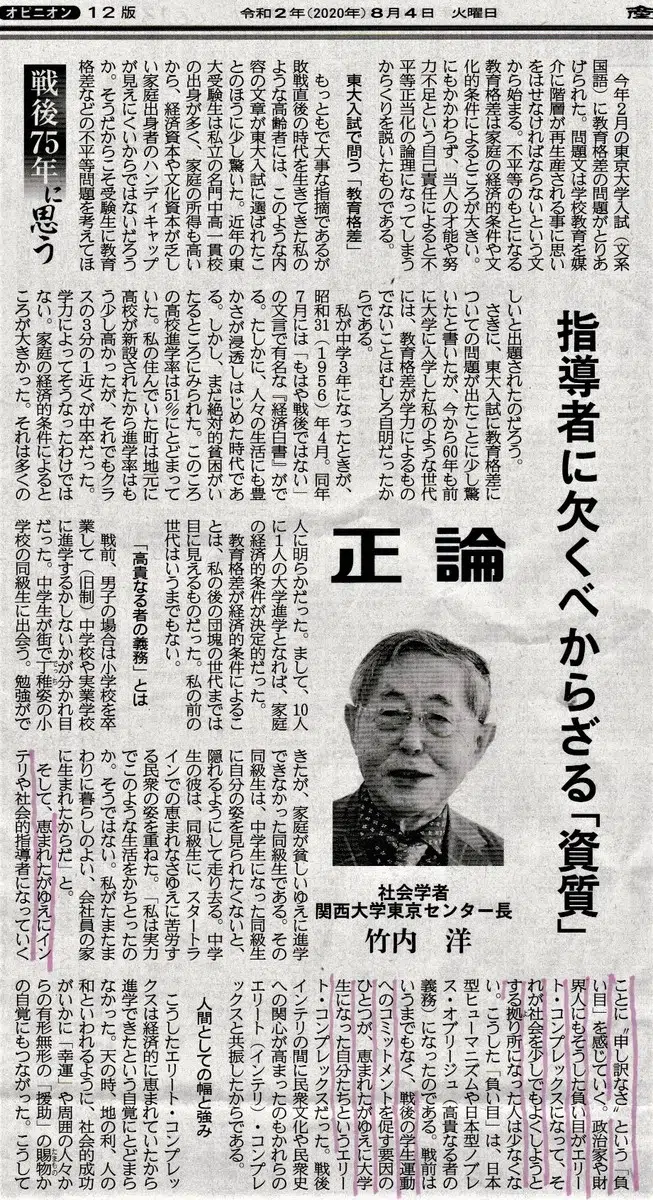 オピニオン 12版 令和2年(2020年)8月4日 火曜日
指導者に欠くべからざる「資質」
正論
社会学者
関西大学東京センター長
竹内 洋
戦後75年に思う
今年2月の東京大学入試(文系
国語)に教育格差の問題がとりあ
げられた。問題文は学校教育を媒
介に階層が再生産される事に思い
をはせなければならないという文
から始まる。不平等のもとになる
教育格差は家庭の経済的条件や文
化的条件によるところが大きい。
にもかかわらず、当人の才能や努
力不足という自己責任によると不
平等正当化の論理になってしまう
からくりを説いたものである。
東大入試で問う「教育格差」
もっともで大事な指摘であるが
敗戦直後の時代を生きてきた私の
ような高齢者には、このような内
容の文章が東大入試に選ばれたこ
とのほうに少し驚いた。近年の東
大受験生は私立の名門中高一貫校
の出身が多く、家庭の所得も高い
から、経済資本や文化資本が乏し
い家庭出身者のハンディキャップ
が見えにくいからではないだろう
か。そうだからこそ受験生に教育
格差などの不平等問題を考えてほ
しいと出題されたのだろう。
さきに、東大入試に教育格差に
ついての問題が出たことに少し驚
いたと書いたが、今から60年も前
に大学に入学した私のような世代
には、教育格差が学力によるもの
でないことはむしろ自明だったか
らである。
私が中学3年になったときが、
昭和31(1956)年4月。同年
7月には「もはや戦後ではない」
の文言で有名な『経済白書』がで
る。たしかに、人々の生活にも豊
かさが浸透しはじめた時代であ
る。しかし、まだ絶対的貧困がい
たるところにみられた。このころ
の高校進学率は51%にとどまって
いた。私の住んでいた町は地元に
高校が新設されたから進学率はも
う少し高かったが、それでもクラ
スの3分の1近くが中卒だった。
学力によってそうなったわけでは
ない。家庭の経済的条件によると
ころが大きかった。それは多くの
人に明らかだった。まして、10人
に1人の大学進学となれば、家庭
の経済的条件が決定的だった。
教育格差が経済的条件によるこ
とは、私の後の団塊の世代までは
目に見えるものだった。私の前の
世代はいうまでもない。
「高貴なる者の義務」とは
戦前、男子の場合は小学校を卒
業して(旧制)中学校や実業学校
に進学するかしないかが分かれ目
だった。中学生が街で丁稚姿の小
学校の同級生に出会う。勉強がで
きたが、家庭が貧しいゆえに進学
できなかった同級生である。その
同級生は、中学生になった同級生
に自分の姿を見られたくないと、
隠れるようにして走り去る。中学
生の彼は、同級生に、スタートラ
インでの恵まれなさゆえに苦労す
る民衆の姿を重ねた。「私は実力
でこのような生活をかちとったの
か。そうではない。私がたまたま
わりに暮らしのよい、会社員の家
に生まれたからだ」と。
そして、恵まれたがゆえにイン
テリや社会的指導者になっていく
ことに〝申し訳なさ〟という「負
い目」を感じていく。政治家や財
界人にもそうした負い目がエリー
ト・コンプレックスになって、そ
れが社会を少しでもよくしようと
する拠り所になった人は少なくな
い。こうした「負い目」は、日本
型ヒューマニズムや日本型ノブレ
ス・オブリージュ(高貴なる者の
義務)になったのである。戦前は
いうまでもなく、戦後の学生運動
へのコミットメントを促す要因の
ひとつが、恵まれたがゆえに大学
生になった自分たちというエリー
ト・コンプレックスだった。戦後
インテリの間に民衆文化や民衆史
への関心が高まったのもかれらの
エリート(インテリ)・コンプレ
ックスと共振したからである。
人間としての幅と強み
こうしたエリート・コンプレッ
クスは経済的に恵まれていたから
進学できたという自覚にとどまら
なかった。天の時、地の利、人の
和といわれるように、社会的成功
がいかに「幸運」や周囲の人々か
らの有形無形の「援助」の賜物か
の自覚にもつながった。こうして